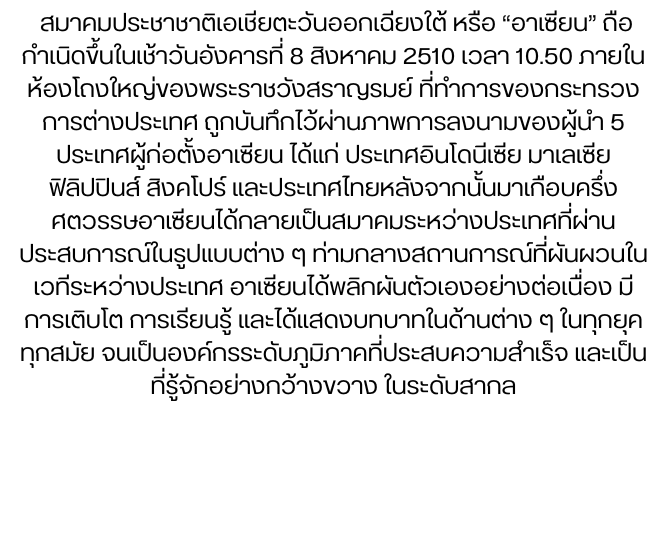 สมาคมประชาชาติเอเชียตะวันออกเฉียงใต้ หรือ “อาเซียน” ถือ
กำเนิดขึ้นในเช้าวันอังคารที่ 8 สิงหาคม 2510 เวลา 10.50 ภายใน
ห้องโถงใหญ่ของพระราชวังสราญรมย์ ที่ทำการของกระทรวง
การต่างประเทศ ถูกบันทึกไว้ผ่านภาพการลงนามของผู้นำ 5
ประเทศผู้ก่อตั้งอาเซียน ได้แก่ ประเทศอินโดนีเซีย มาเลเซีย
ฟิลิปปินส์ สิงคโปร์ และประเทศไทยหลังจากนั้นมาเกือบครึ่ง
ศตวรรษอาเซียนได้กลายเป็นสมาคมระหว่างประเทศที่ผ่าน
ประสบการณ์ในรูปแบบต่าง ๆ ท่ามกลางสถานการณ์ที่ผันผวนใน
เวทีระหว่างประเทศ อาเซียนได้พลิกผันตัวเองอย่างต่อเนื่อง มี
การเติบโต การเรียนรู้ และได้แสดงบทบาทในด้านต่าง ๆ ในทุกยุค
ทุกสมัย จนเป็นองค์กรระดับภูมิภาคที่ประสบความสำเร็จ และเป็น
ที่รู้จักอย่างกว้างขวาง ในระดับสากล